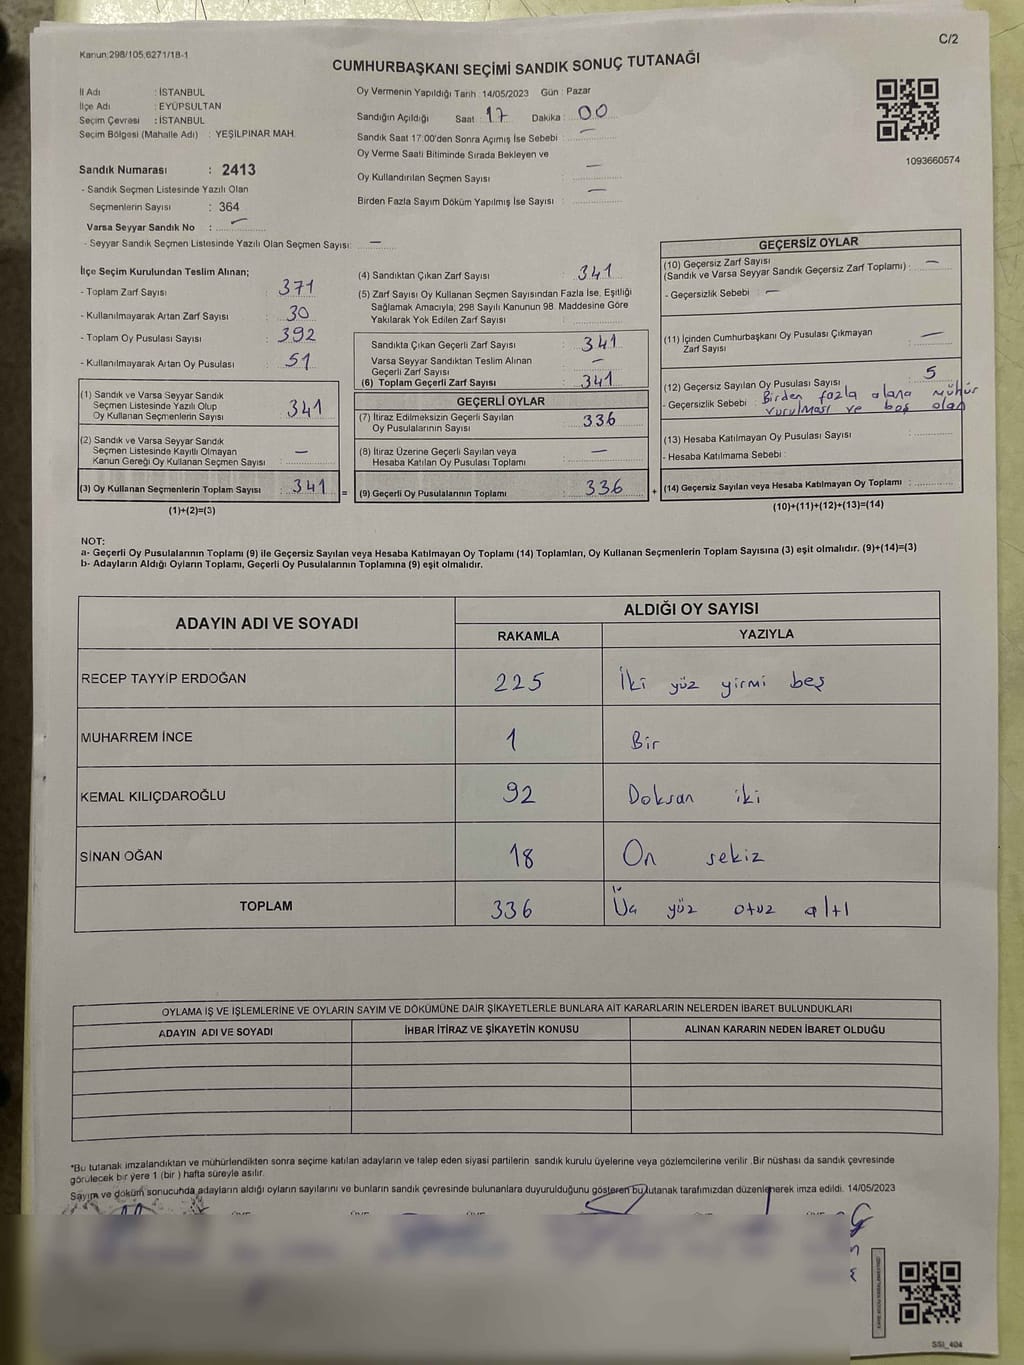 C/2
Kanun:298/105,6271/18-1
CUMHURBAŞKANI SEÇİMİ SANDIK SONUÇ TUTANAĞI
İl Adı : İSTANBUL
İlçe Adı : EYÜPSULTAN
Seçim Çevresi : İSTANBUL
Seçim Bölgesi (Mahalle Adı) : YEŞİLPINAR MAH.
Sandık Numarası : 2413
- Sandık Seçmen Listesinde Yazılı Olan
Seçmenlerin Sayısı : 364
Varsa Seyyar Sandık No : —
- Seyyar Sandık Seçmen Listesinde Yazılı Olan Seçmen Sayısı: —
Oy Vermenin Yapıldığı Tarih :14/05/2023 Gün : Pazar
Sandığın Açıldığı Saat : 17 Dakika : 00
Sandık Saat 17:00'den Sonra Açımış İse Sebebi : —
Oy Verme Saati Bitiminde Sırada Bekleyen ve
Oy Kullandırılan Seçmen Sayısı : —
Birden Fazla Sayım Döküm Yapılmış İse Sayısı : —
1093660574
İlçe Seçim Kurulundan Teslim Alınan;
- Toplam Zarf Sayısı : 371
- Kullanılmayarak Artan Zarf Sayısı : 30
- Toplam Oy Pusulası Sayısı : 392
- Kullanılmayarak Artan Oy Pusulası : 51
(1) Sandık ve Varsa Seyyar Sandık
Seçmen Listesinde Yazılı Olup
Oy Kullanan Seçmenlerin Sayısı : 341
(2) Sandık ve Varsa Seyyar Sandık
Seçmen Listesinde Kayıtlı Olmayan
Kanun Gereği Oy Kullanan Seçmen Sayısı : —
(3) Oy Kullanan Seçmenlerin Toplam Sayısı : 341 =
(1)+(2)=(3)
(4) Sandıktan Çıkan Zarf Sayısı : 341
(5) Zarf Sayısı Oy Kullanan Seçmen Sayısından Fazla İse, Eşitliği
Sağlamak Amacıyla; 298 Sayılı Kanunun 98. Maddesine Göre
Yakılarak Yok Edilen Zarf Sayısı :
Sandıkta Çıkan Geçerli Zarf Sayısı : 341
Varsa Seyyar Sandıktan Teslim Alınan
Geçerli Zarf Sayısı : —
(6) Toplam Geçerli Zarf Sayısı : 341
GEÇERLİ OYLAR
(7) İtiraz Edilmeksizin Geçerli Sayılan
Oy Pusulalarının Sayısı : 336
(8) İtiraz Üzerine Geçerli Sayılan veya
Hesaba Katılan Oy Pusulası Toplamı : —
(9) Geçerli Oy Pusulalarının Toplamı : 336 +
GEÇERSİZ OYLAR
(10) Geçersiz Zarf Sayısı
(Sandık ve Varsa Seyyar Sandık Geçersiz Zarf Toplamı) : —
- Geçersizlik Sebebi : —
(11) İçinden Cumhurbaşkanı Oy Pusulası Çıkmayan
Zarf Sayısı : —
(12) Geçersiz Sayılan Oy Pusulası Sayısı : 5
- Geçersizlik Sebebi : Birden fazla alana mühür
vurulması ve boş olan
(13) Hesaba Katılmayan Oy Pusulası Sayısı :
- Hesaba Katılmama Sebebi :
(14) Geçersiz Sayılan veya Hesaba Katılmayan Oy Toplamı :
(10)+(11)+(12)+(13)=(14)
NOT:
a- Geçerli Oy Pusulalarının Toplamı (9) ile Geçersiz Sayılan veya Hesaba Katılmayan Oy Toplamı (14) Toplamları, Oy Kullanan Seçmenlerin Toplam Sayısına (3) eşit olmalıdır. (9)+(14)=(3)
b- Adayların Aldığı Oyların Toplamı, Geçerli Oy Pusulalarının Toplamına (9) eşit olmalıdır.
ADAYIN ADI VE SOYADI ALDIĞI OY SAYISI
RAKAMLA YAZIYLA
RECEP TAYYİP ERDOĞAN 225 İki yüz yirmi beş
MUHARREM İNCE 1 Bir
KEMAL KILIÇDAROĞLU 92 Doksan iki
SİNAN OĞAN 18 On sekiz
TOPLAM 336 Üç yüz otuz altı
OYLAMA İŞ VE İŞLEMLERİNE VE OYLARIN SAYIM VE DÖKÜMÜNE DAİR ŞİKAYETLERLE BUNLARA AİT KARARLARIN NELERDEN İBARET BULUNDUKLARI
ADAYIN ADI VE SOYADI İHBAR İTİRAZ VE ŞİKAYETİN KONUSU ALINAN KARARIN NEDEN İBARET OLDUĞU
*Bu tutanak imzalandıktan ve mühürlendikten sonra seçime katılan adayların ve talep eden siyasi partilerin sandık kurulu üyelerine veya gözlemcilerine verilir .Bir nüshası da sandık çevresinde
görülecek bir yere 1 (bir ) hafta süreyle asılır.
Sayım ve döküm sonucunda adayların aldığı oyların sayılarını ve bunların sandık çevresinde bulunanlara duyurulduğunu gösteren bu tutanak tarafımızdan düzenlenerek imza edildi. 14/05/2023
SSI_404